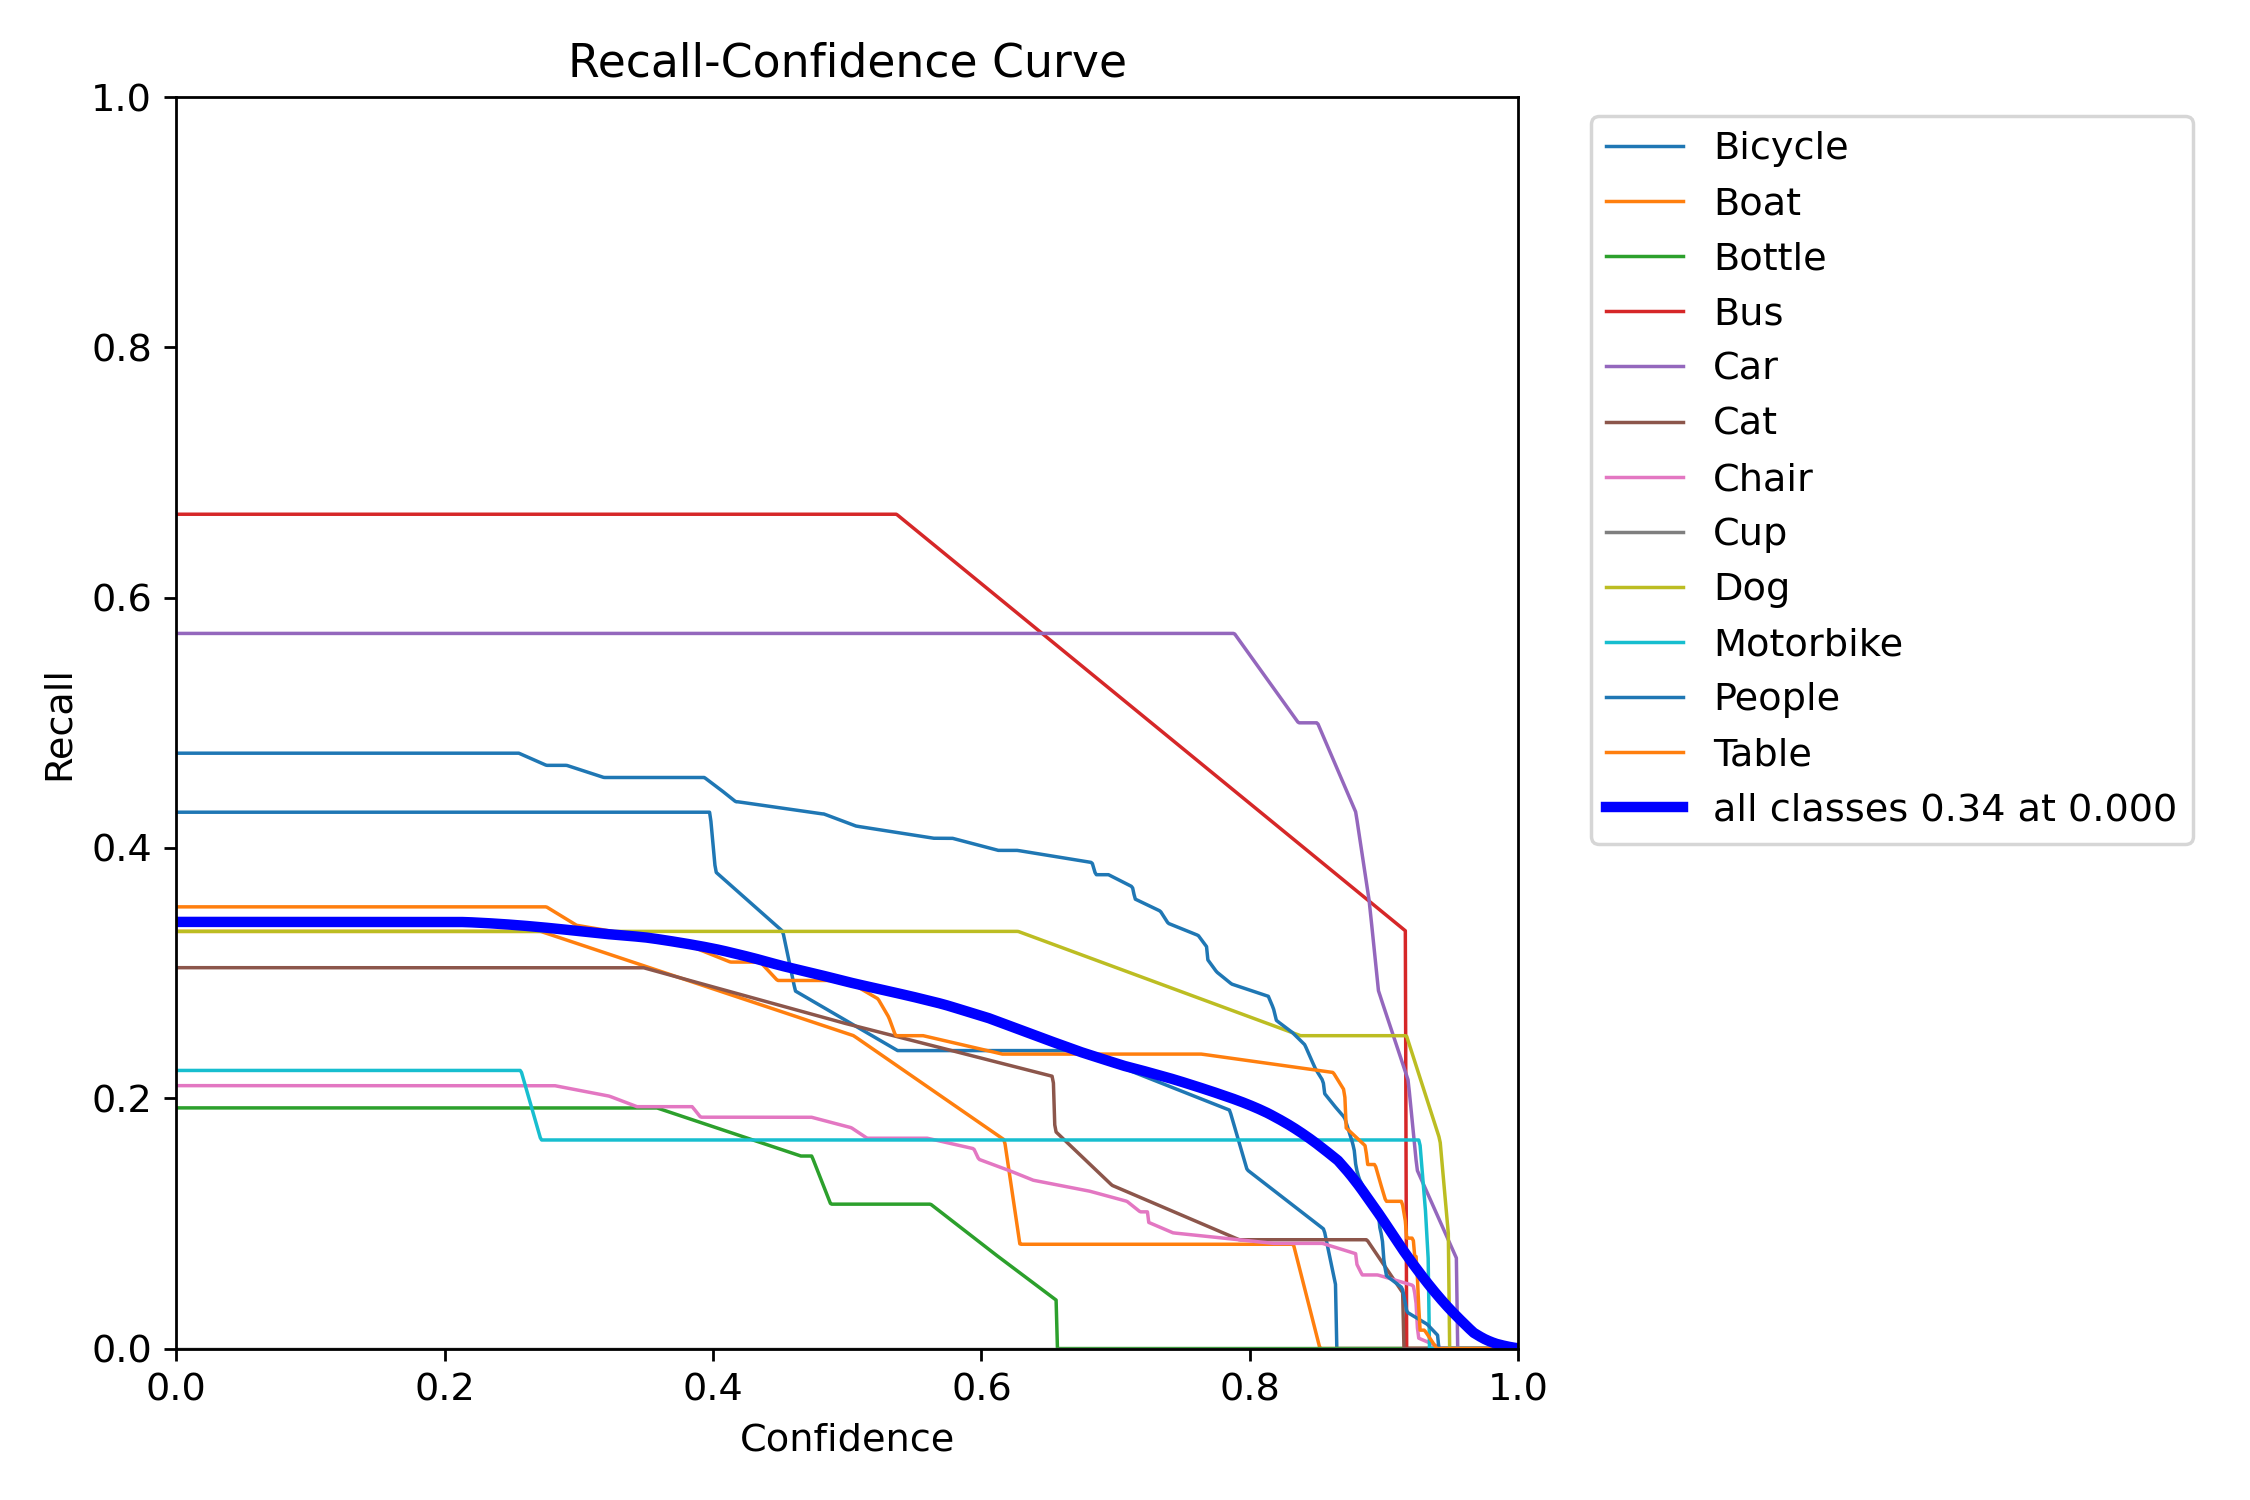 Recall-Confidence Curve
1.0
0.8
0.6
0.4
0.2
0.0
Recall
0.0 0.2 0.4 0.6 0.8 1.0
Confidence
Bicycle
Boat
Bottle
Bus
Car
Cat
Chair
Cup
Dog
Motorbike
People
Table
all classes 0.34 at 0.000